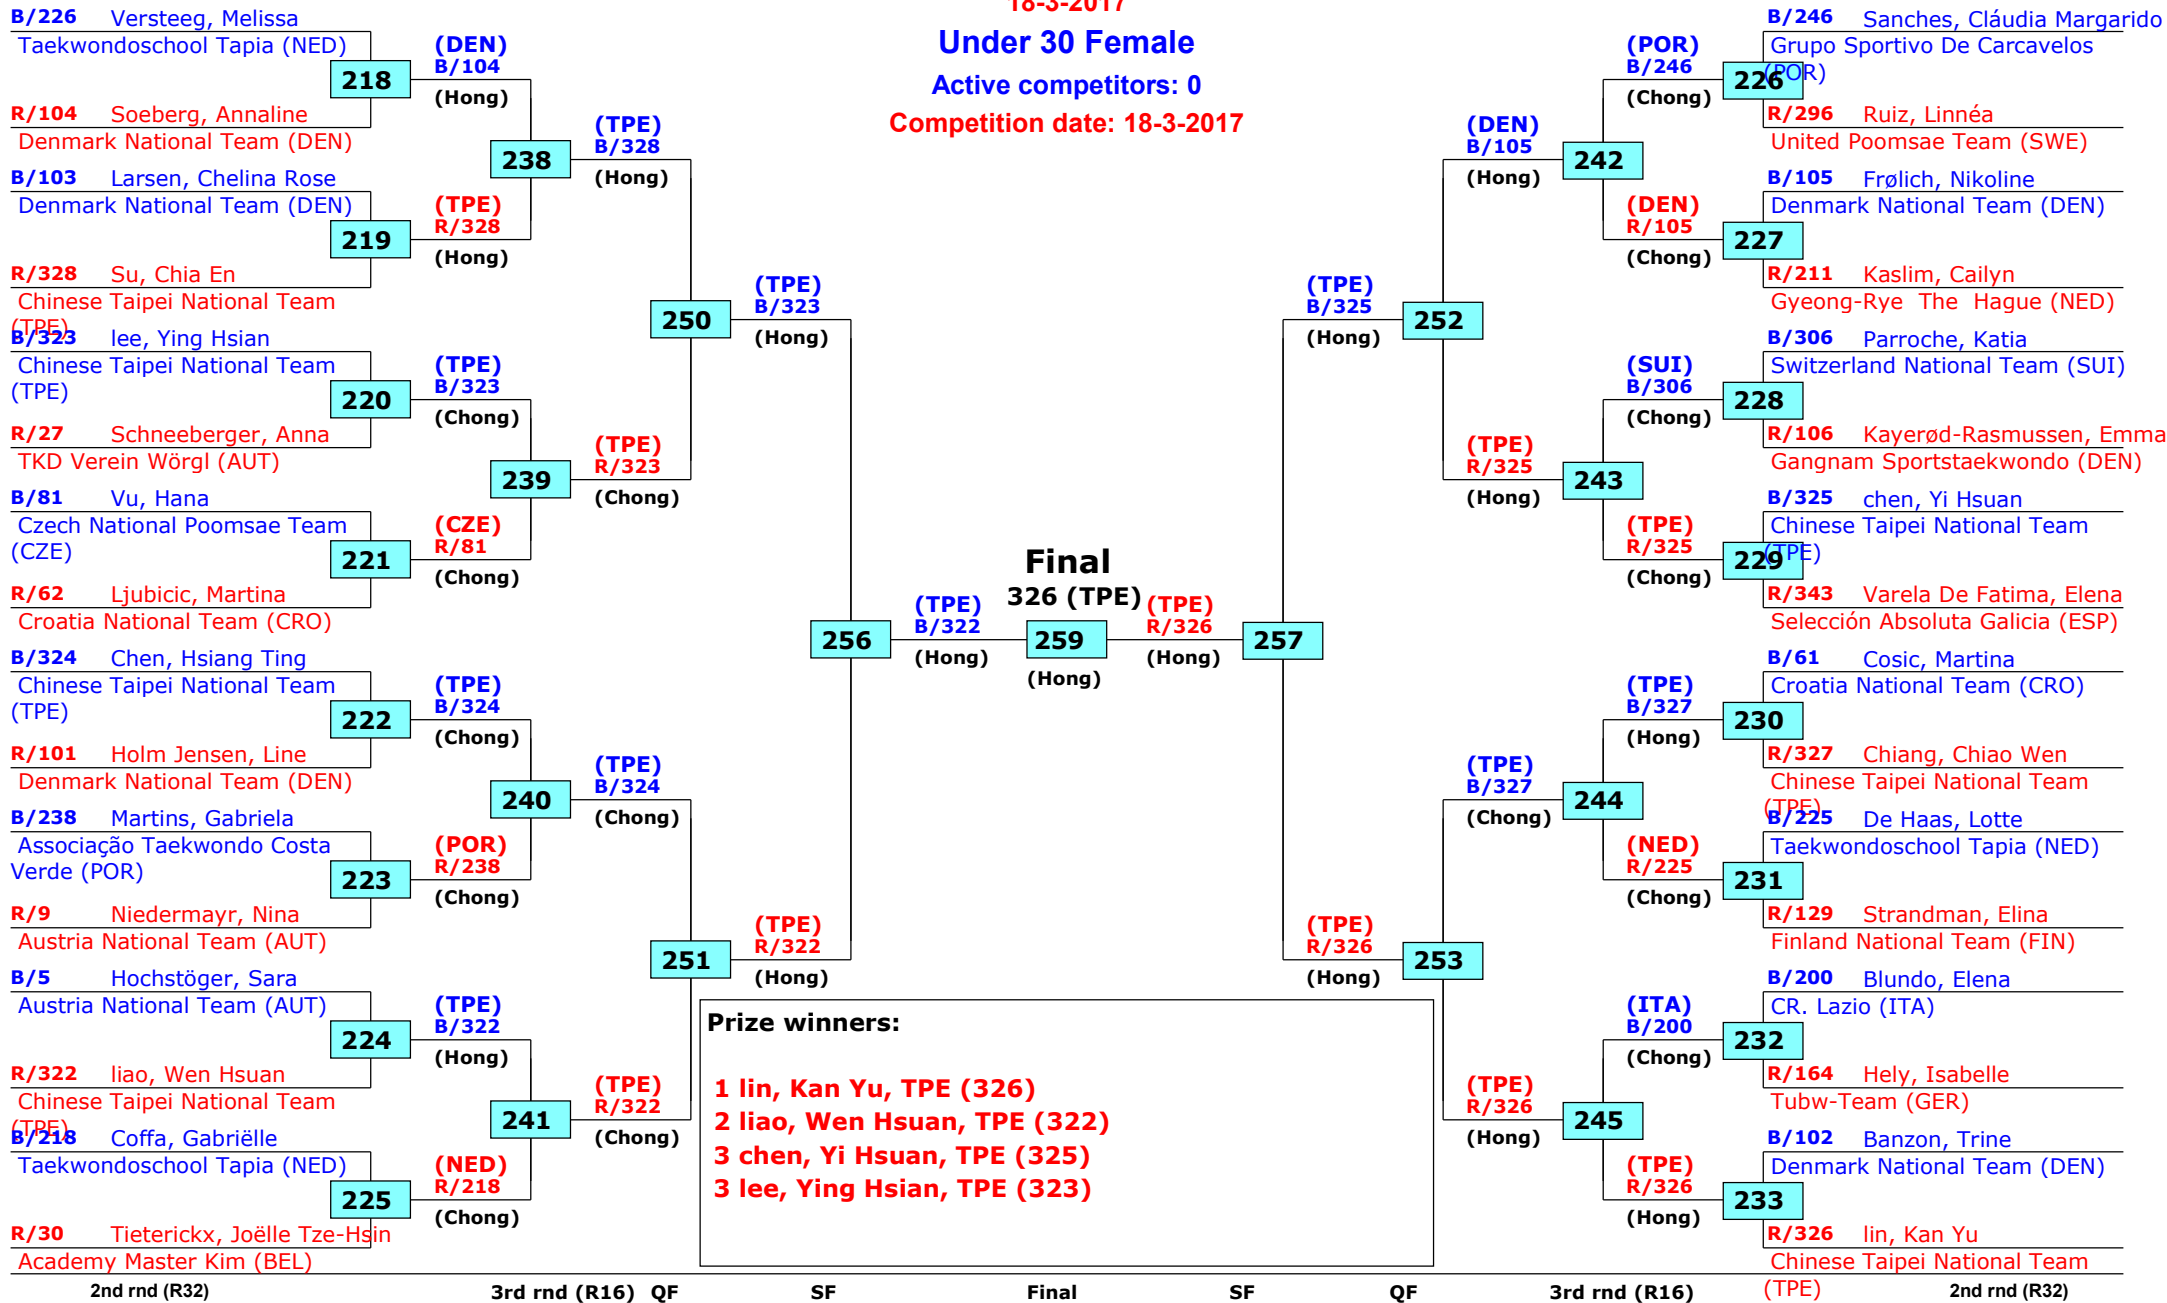 18-3-2017
Under 30 Female
Active competitors: 0
Competition date: 18-3-2017
B/226 Versteeg, Melissa
Taekwondoschool Tapia (NED)
218
R/104 Soeberg, Annaline
Denmark National Team (DEN)
B/103 Larsen, Chelina Rose
Denmark National Team (DEN)
219
R/328 Su, Chia En
Chinese Taipei National Team
(TPE)
B/323 lee, Ying Hsian
Chinese Taipei National Team
(TPE)
220
R/27 Schneeberger, Anna
TKD Verein Wörgl (AUT)
B/81 Vu, Hana
Czech National Poomsae Team
(CZE)
221
R/62 Ljubicic, Martina
Croatia National Team (CRO)
B/324 Chen, Hsiang Ting
Chinese Taipei National Team
(TPE)
222
R/101 Holm Jensen, Line
Denmark National Team (DEN)
B/238 Martins, Gabriela
Associação Taekwondo Costa
Verde (POR)
223
R/9 Niedermayr, Nina
Austria National Team (AUT)
B/5 Hochstöger, Sara
Austria National Team (AUT)
224
R/322 liao, Wen Hsuan
Chinese Taipei National Team
(TPE)
B/218 Coffa, Gabriëlle
Taekwondoschool Tapia (NED)
225
R/30 Tieterickx, Joëlle Tze-Hsin
Academy Master Kim (BEL)
(DEN)
B/104
(Hong)
238
(TPE)
R/328
(Hong)
(TPE)
B/323
(Chong)
239
(CZE)
R/81
(Chong)
(TPE)
B/324
(Chong)
240
(POR)
R/238
(Chong)
(TPE)
B/322
(Hong)
241
(NED)
R/218
(Chong)
(TPE)
B/328
(Hong)
250
(TPE)
R/323
(Chong)
(TPE)
B/324
(Chong)
251
(TPE)
R/322
(Chong)
(TPE)
B/323
(Hong)
256
(TPE)
R/322
(Hong)
(TPE)
B/322
(Hong)
Final
326 (TPE)
259
(Hong)
(TPE)
R/326
(Hong)
257
(TPE)
B/325
(Hong)
(TPE)
R/326
(Hong)
252
253
(DEN)
B/105
(Hong)
(TPE)
R/325
(Hong)
(TPE)
B/327
(Chong)
(TPE)
R/326
(Hong)
242
243
244
245
(POR)
B/246
(Chong)
(DEN)
R/105
(Chong)
(SUI)
B/306
(Chong)
(TPE)
R/325
(Chong)
(TPE)
B/327
(Hong)
(NED)
R/225
(Chong)
(ITA)
B/200
(Chong)
(TPE)
R/326
(Hong)
B/246 Sanches, Cláudia Margarido
Grupo Sportivo De Carcavelos
(POR)
226
R/296 Ruiz, Linnéa
United Poomsae Team (SWE)
B/105 Frølich, Nikoline
Denmark National Team (DEN)
227
R/211 Kaslim, Cailyn
Gyeong-Rye The Hague (NED)
B/306 Parroche, Katia
Switzerland National Team (SUI)
228
R/106 Kayerød-Rasmussen, Emma
Gangnam Sportstaekwondo (DEN)
B/325 chen, Yi Hsuan
Chinese Taipei National Team
(TPE)
229
R/343 Varela De Fatima, Elena
Selección Absoluta Galicia (ESP)
B/61 Cosic, Martina
Croatia National Team (CRO)
230
R/327 Chiang, Chiao Wen
Chinese Taipei National Team
(TPE)
B/225 De Haas, Lotte
Taekwondoschool Tapia (NED)
231
R/129 Strandman, Elina
Finland National Team (FIN)
B/200 Blundo, Elena
CR. Lazio (ITA)
232
R/164 Hely, Isabelle
Tubw-Team (GER)
B/102 Banzon, Trine
Denmark National Team (DEN)
233
R/326 lin, Kan Yu
Chinese Taipei National Team
(TPE)
Prize winners:
1 lin, Kan Yu, TPE (326)
2 liao, Wen Hsuan, TPE (322)
3 chen, Yi Hsuan, TPE (325)
3 lee, Ying Hsian, TPE (323)
2nd rnd (R32) 3rd rnd (R16) QF SF Final SF QF 3rd rnd (R16) 2nd rnd (R32)